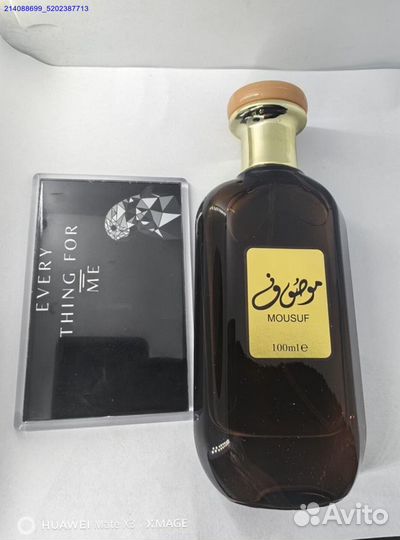 214088699_5202387713
EVERY
THING FOR
ME
موصوف
MOUSUF
100ml℮
HUAWEI Mate X3 - XMAGE
Avito